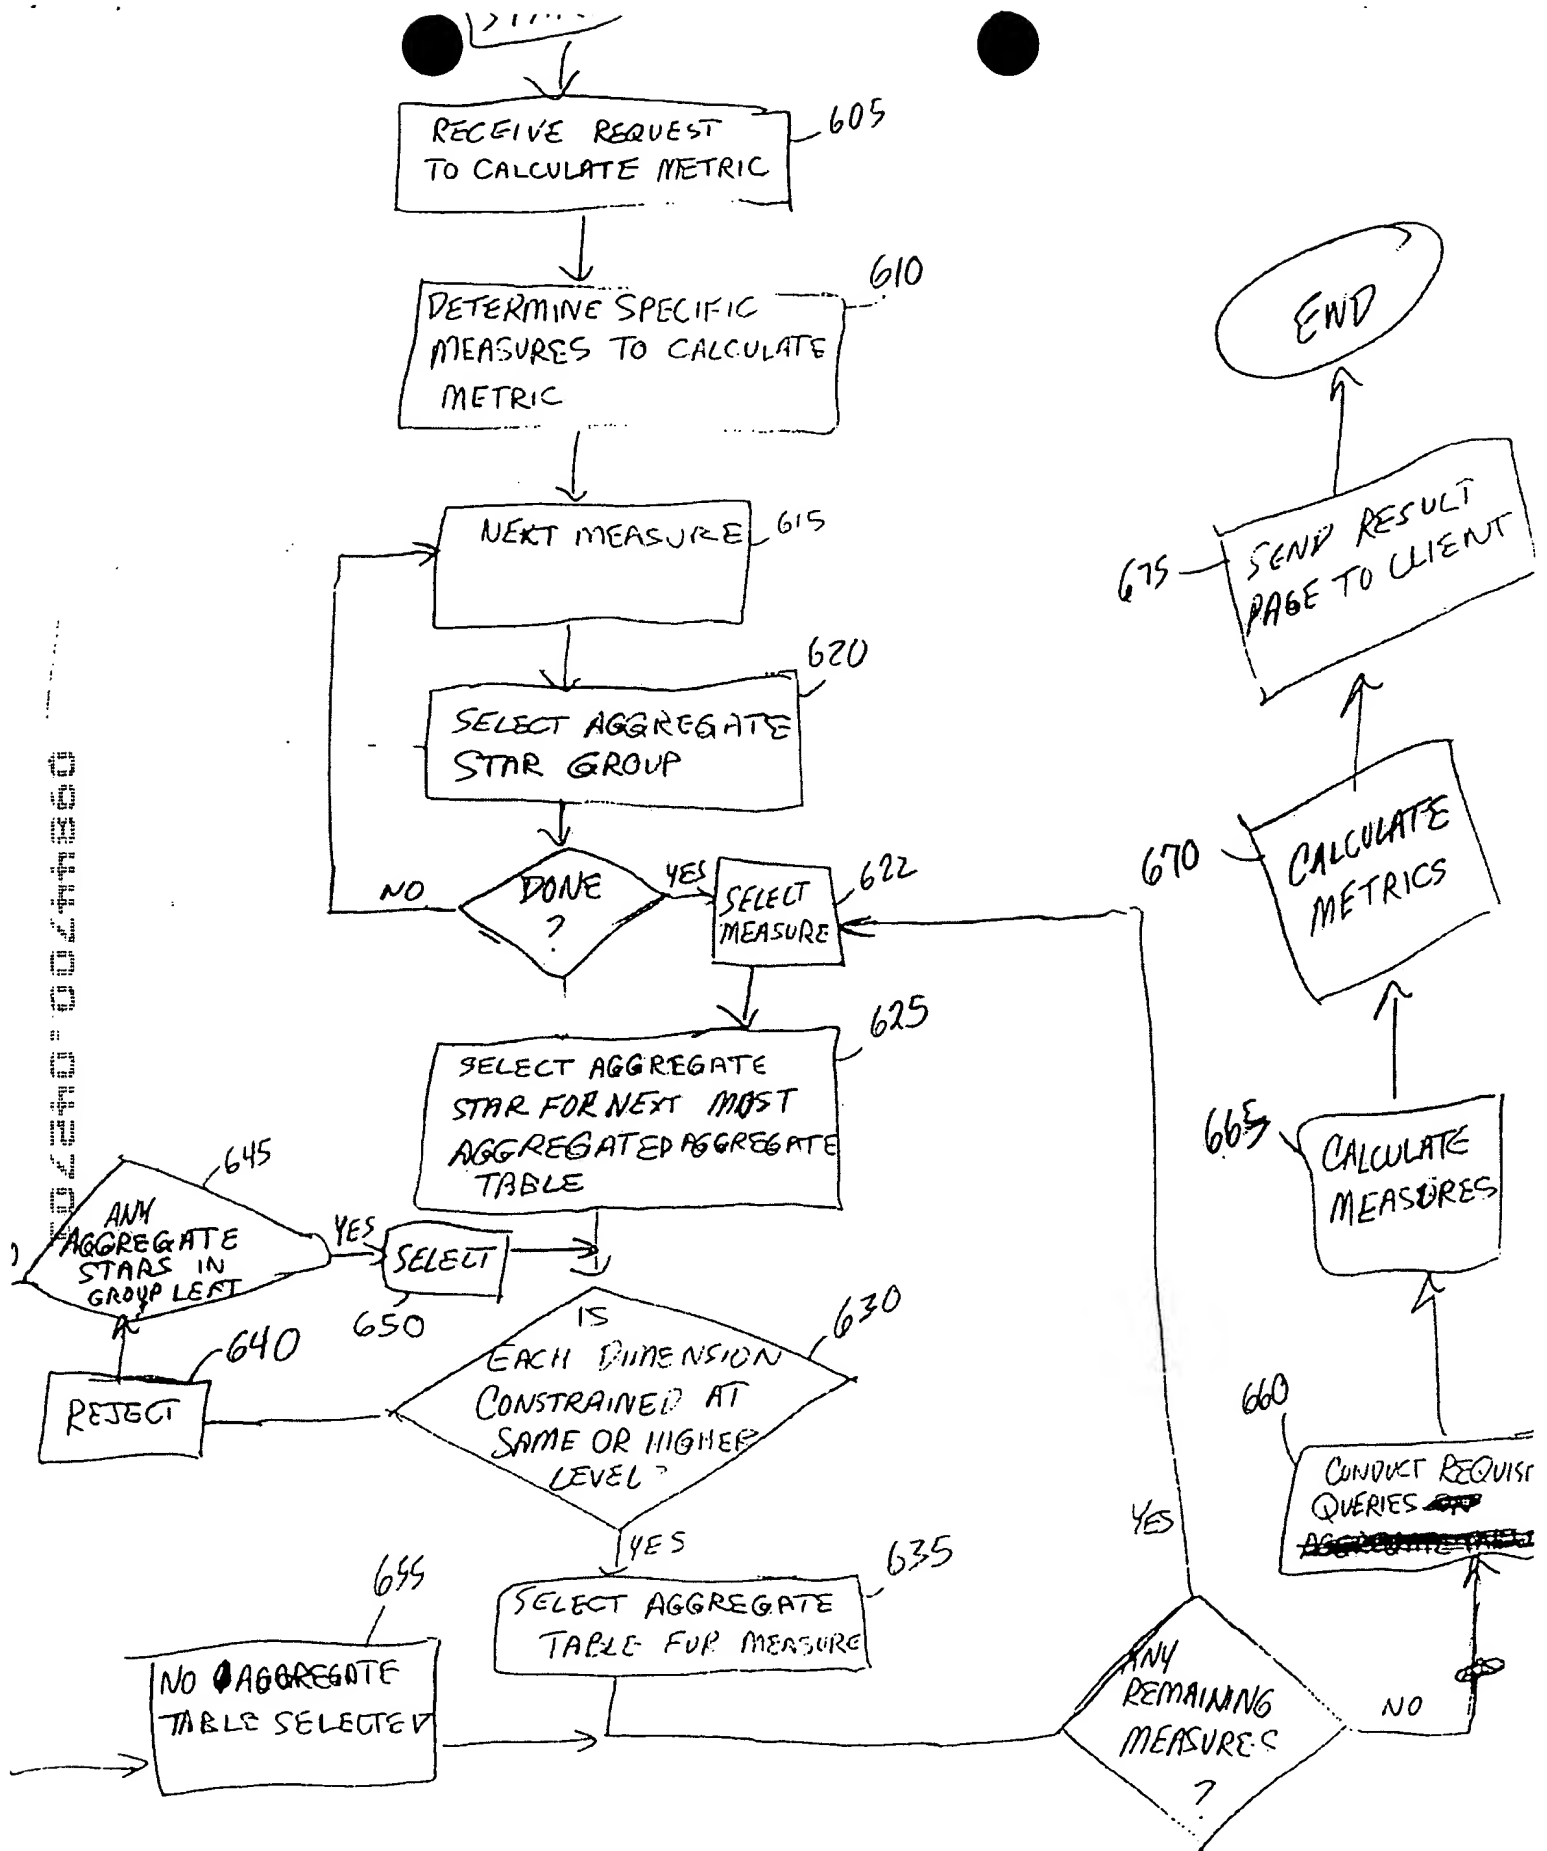 RECEIVE REQUEST
TO CALCULATE METRIC
605
DETERMINE SPECIFIC
MEASURES TO CALCULATE
METRIC
610
NEXT MEASURE
615
SELECT AGGREGATE
STAR GROUP
620
DONE
?
NO
YES
SELECT
MEASURE
622
SELECT AGGREGATE
STAR FOR NEXT MOST
AGGREGATED AGGREGATE
TABLE
625
645
ANY
AGGREGATE
STARS IN
GROUP LEFT
YES
SELECT
650
IS
EACH DIMENSION
CONSTRAINED AT
SAME OR HIGHER
LEVEL?
630
640
REJECT
YES
SELECT AGGREGATE
TABLE FOR MEASURE
635
655
NO AGGREGATE
TABLE SELECTED
ANY
REMAINING
MEASURES
?
YES
NO
660
CONDUCT
QUERIES
665
CALCULATE
MEASURES
670
CALCULATE
METRICS
675
SEND RESULT
PAGE TO CLIENT
END